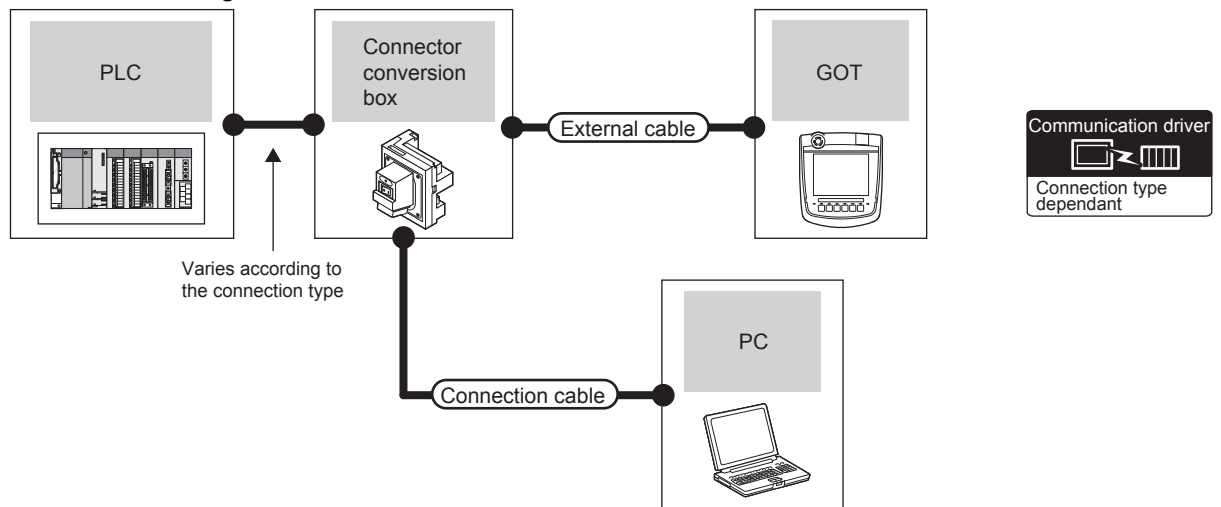 PLC
Connector
conversion
box
GOT
External cable
Communication driver
Connection type
dependant
Varies according to
the connection type
PC
Connection cable